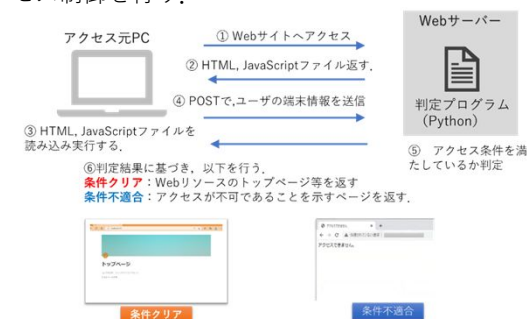 セス制御を行う.
Webサーバー
アクセス元PC
① Webサイトへアクセス
② HTML, JavaScriptファイル返す.
④ POSTで,ユーザの端末情報を送信
判定プログラム
(Python)
③ HTML, JavaScriptファイルを
読み込み実行する.
⑤ アクセス条件を満
たしているか判定
⑥判定結果に基づき，以下を行う.
条件クリア：Webリソースのトップページ等を返す
条件不適合：アクセスが不可であることを示すページを返す.
トップページ
アクセスできません.
条件クリア
条件不適合